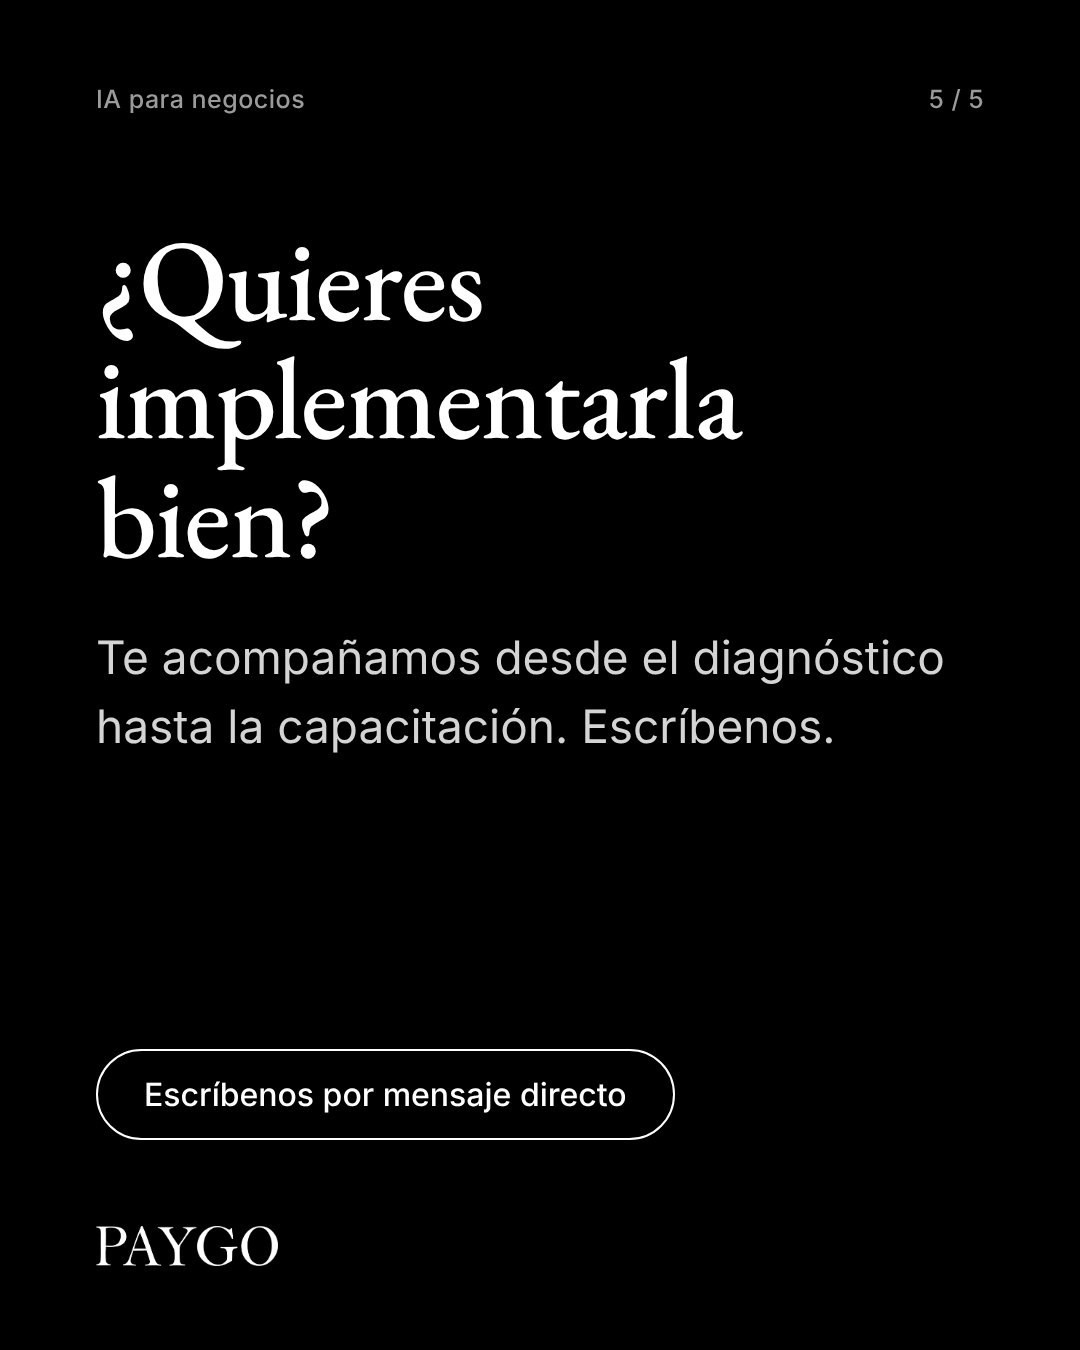 IA para negocios
5 / 5
¿Quieres
implementarla
bien?
Te acompañamos desde el diagnóstico
hasta la capacitación. Escríbenos.
Escríbenos por mensaje directo
PAYGO